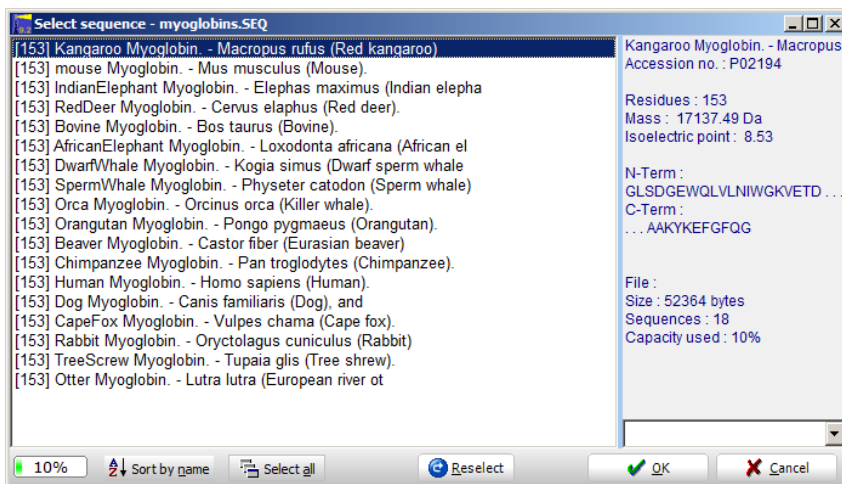 Select sequence - myoglobins.SEQ
[153] Kangaroo Myoglobin. - Macropus rufus (Red kangaroo)
[153] mouse Myoglobin. - Mus musculus (Mouse).
[153] IndianElephant Myoglobin. - Elephas maximus (Indian elepha
[153] RedDeer Myoglobin. - Cervus elaphus (Red deer).
[153] Bovine Myoglobin. - Bos taurus (Bovine).
[153] AfricanElephant Myoglobin. - Loxodonta africana (African el
[153] DwarfWhale Myoglobin. - Kogia simus (Dwarf sperm whale
[153] SpermWhale Myoglobin. - Physeter catodon (Sperm whale)
[153] Orca Myoglobin. - Orcinus orca (Killer whale).
[153] Orangutan Myoglobin. - Pongo pygmaeus (Orangutan).
[153] Beaver Myoglobin. - Castor fiber (Eurasian beaver)
[153] Chimpanzee Myoglobin. - Pan troglodytes (Chimpanzee).
[153] Human Myoglobin. - Homo sapiens (Human).
[153] Dog Myoglobin. - Canis familiaris (Dog), and
[153] CapeFox Myoglobin. - Vulpes chama (Cape fox).
[153] Rabbit Myoglobin. - Oryctolagus cuniculus (Rabbit)
[153] TreeScrew Myoglobin. - Tupaia glis (Tree shrew).
[153] Otter Myoglobin. - Lutra lutra (European river ot
Kangaroo Myoglobin. - Macropus
Accession no. : P02194
Residues : 153
Mass : 17137.49 Da
Isoelectric point : 8.53
N-Term :
GLSDGEWQLVLNIWGKVETD . . .
C-Term :
. . . AAKYKEFGFQG
File :
Size : 52364 bytes
Sequences : 18
Capacity used : 10%
10%
Sort by name
Select all
Reselect
OK
Cancel